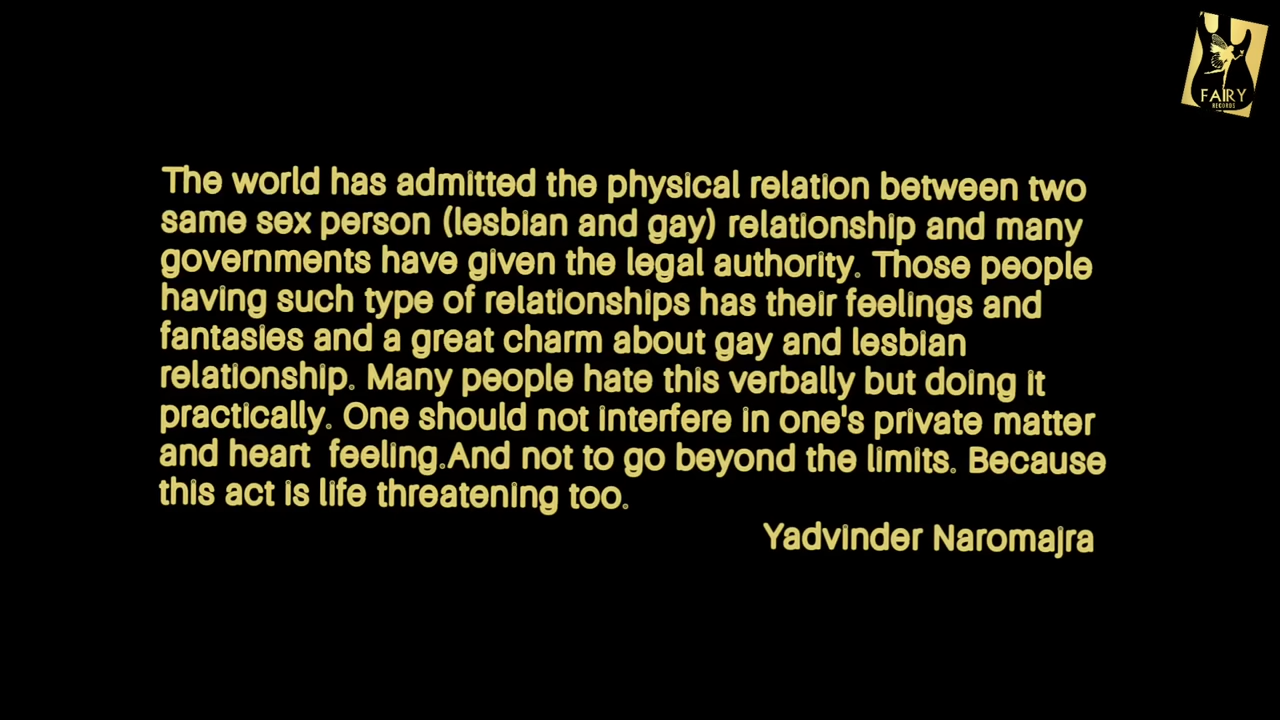 FAIRY
RECORDS
The world has admitted the physical relation between two
same sex person (lesbian and gay) relationship and many
governments have given the legal authority. Those people
having such type of relationships has their feelings and
fantasies and a great charm about gay and lesbian
relationship. Many people hate this verbally but doing it
practically. One should not interfere in one's private matter
and heart  feeling.And not to go beyond the limits. Because
this act is life threatening too.
Yadvinder Naromajra